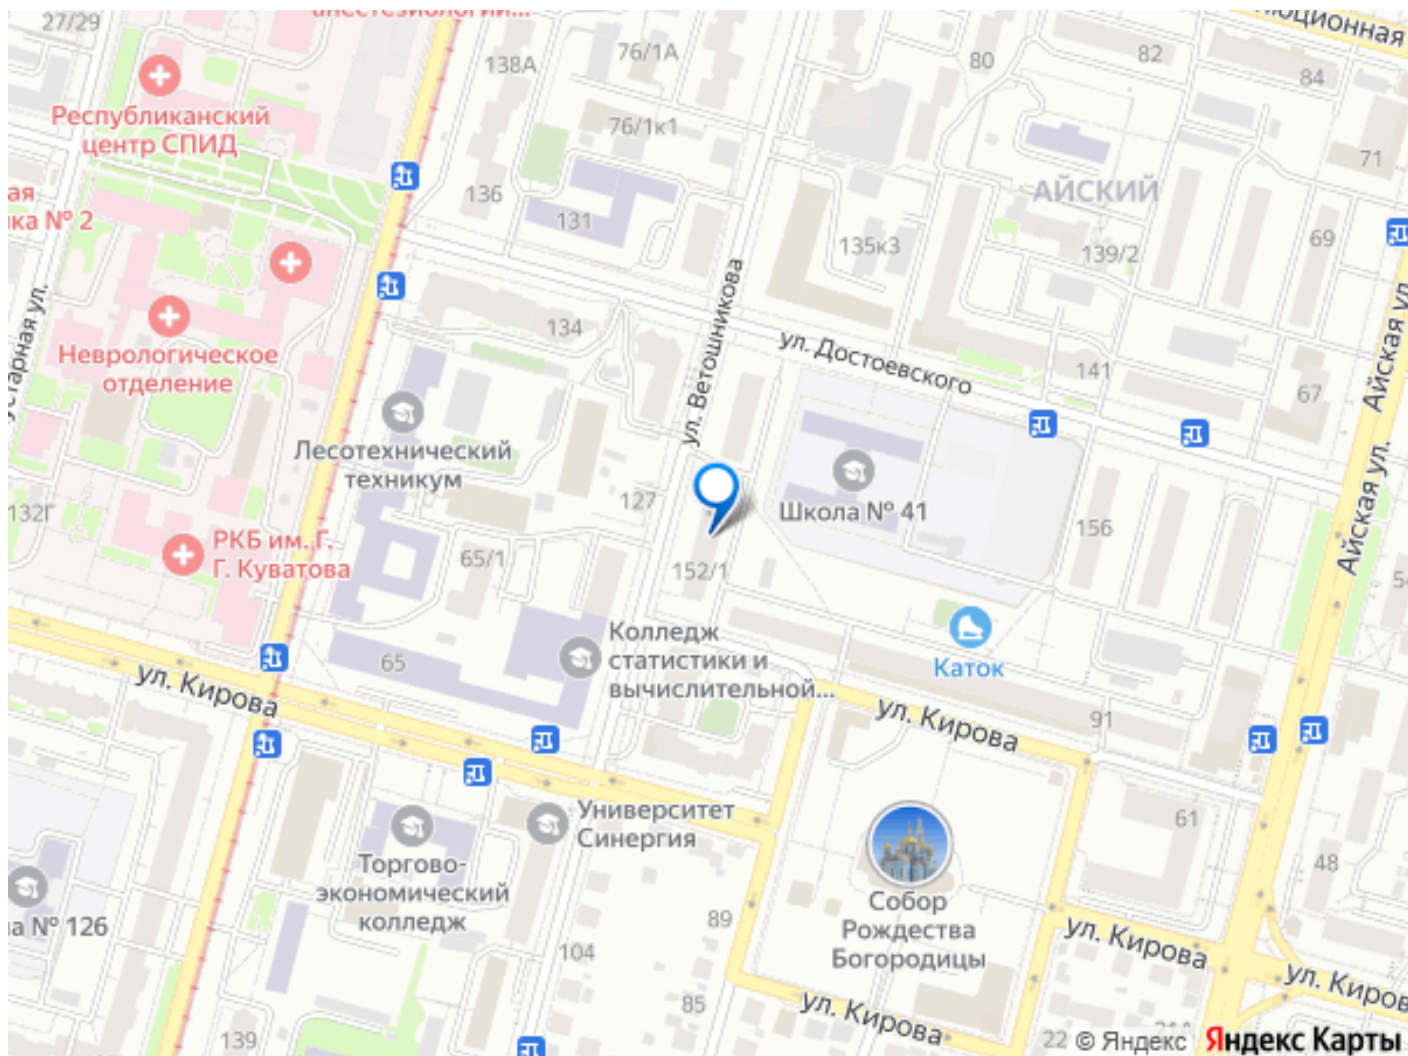 27/29
анестезиологии...
138А
76/1А
80
82
84
Республиканский
центр СПИД
76/1к1
71
ка № 2
136
131
АЙСКИЙ
135к3
139/2
69
ул. Ветошникова
134
Неврологическое
отделение
ул. Достоевского
141
67
Айская ул.
Айская ул.
Лесотехнический
техникум
127
Школа № 41
156
132Г
РКБ им. Г.
Г. Куватова
65/1
152/1
Колледж
статистики и
вычислительной...
65
Каток
ул. Кирова
ул. Кирова
91
Университет
Синергия
61
48
Торгово-
экономический
колледж
Собор
Рождества
Богородицы
№ 126
89
104
ул. Кирова
85
ул. Кирова
139
22
© Яндекс
Яндекс Карты